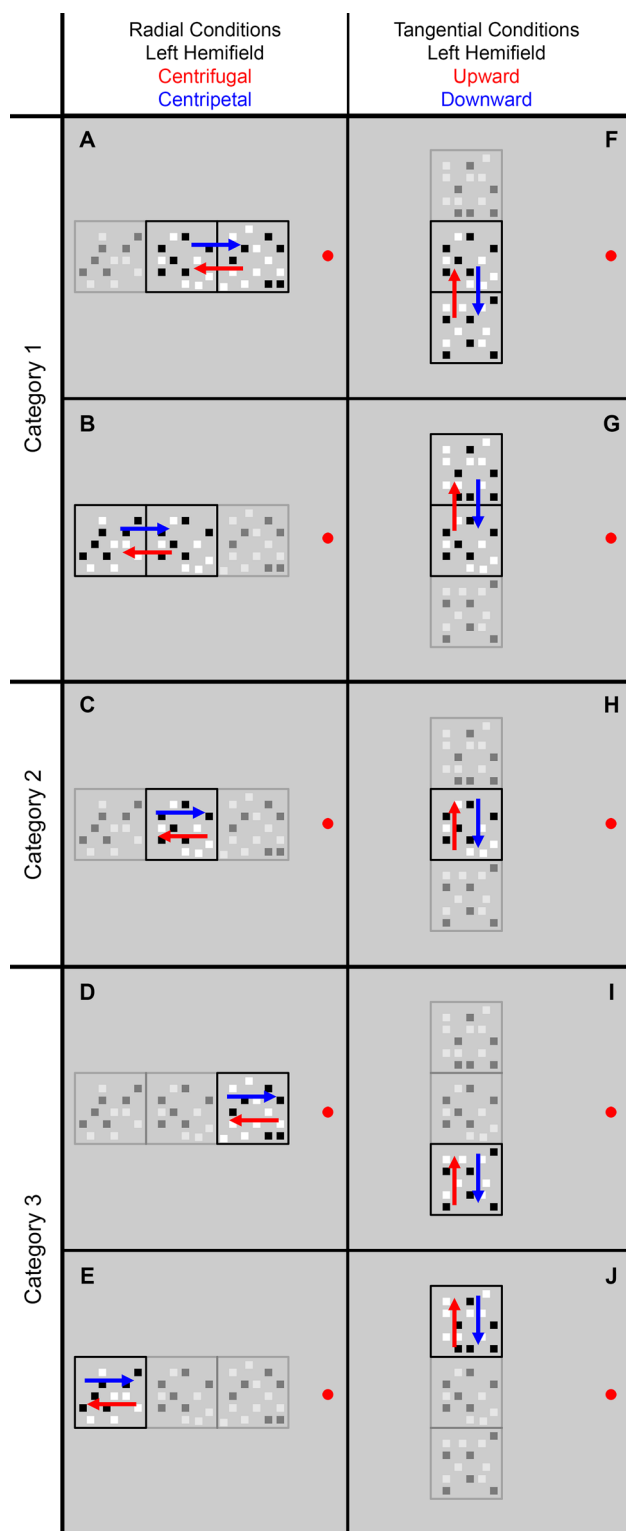 Radial Conditions
Left Hemifield
Centrifugal
Centripetal
Tangential Conditions
Left Hemifield
Upward
Downward
Category 1
A
F
B
G
Category 2
C
H
Category 3
D
I
E
J